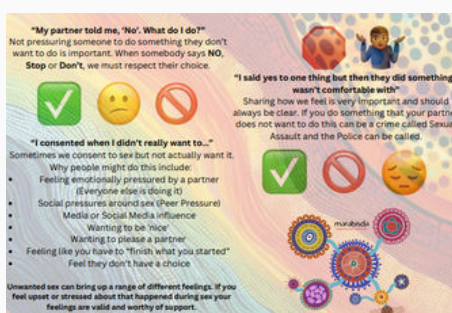 "My partner told me, 'No'. What do I do?"
Not pressuring someone to do something they don't
want to do is important. When somebody says NO,
Stop or Don't, we must respect their choice.
"I consented when I didn't really want to..."
Sometimes we consent to sex but not actually want it.
Why people might do this include:
Feeling emotionally pressured by a partner
(Everyone else is doing it)
Social pressures around sex (Peer Pressure)
Media or Social Media influence
Wanting to be 'nice'
Wanting to please a partner
Feeling like you have to "finish what you started"
Feel they don't have a choice
Unwanted sex can bring up a range of different feelings. If you
feel upset or stressed about that happened during sex your
feelings are valid and worthy of support.
"I said yes to one thing but then they did something
wasn't comfortable with"
Sharing how we feel is very important and should
always be clear. If you do something that your partne
does not want to do this can be a crime called Sexua
Assault and the Police can be called.